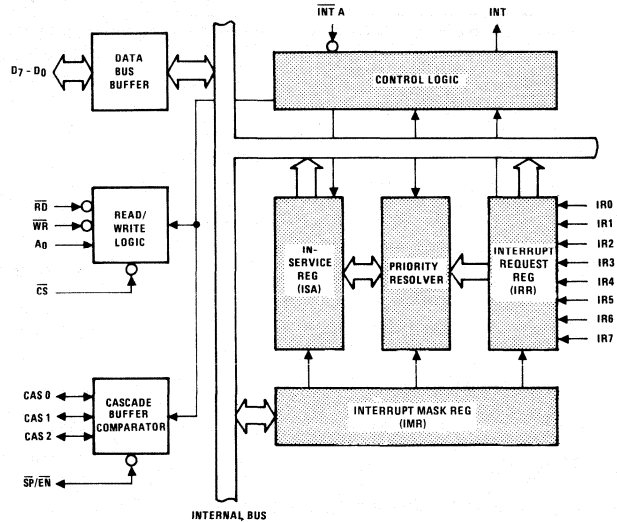 INT A
INT
DATA
BUS
BUFFER
D7 - D0
CONTROL LOGIC
RD
WR
A0
READ/
WRITE
LOGIC
CS
IN-
SERVICE
REG
(ISA)
PRIORITY
RESOLVER
INTERRUPT
REQUEST
REG
(IRR)
IR0
IR1
IR2
IR3
IR4
IR5
IR6
IR7
CAS 0
CAS 1
CAS 2
CASCADE
BUFFER
COMPARATOR
SP/EN
INTERRUPT MASK REG
(IMR)
INTERNAL BUS